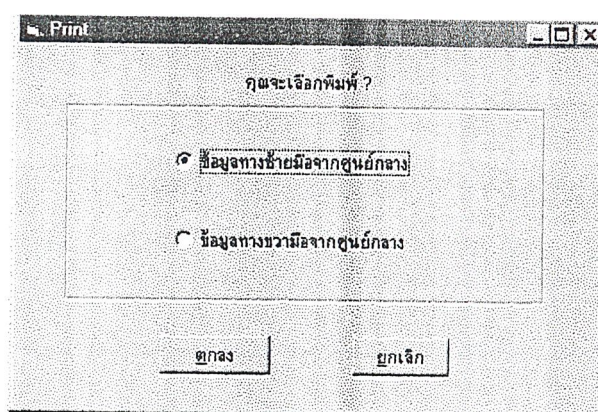 Print
คุณจะเลือกพิมพ์ ?
ข้อมูลทางซ้ายมือจากศูนย์กลาง
ข้อมูลทางขวามือจากศูนย์กลาง
ตกลง
ยกเลิก